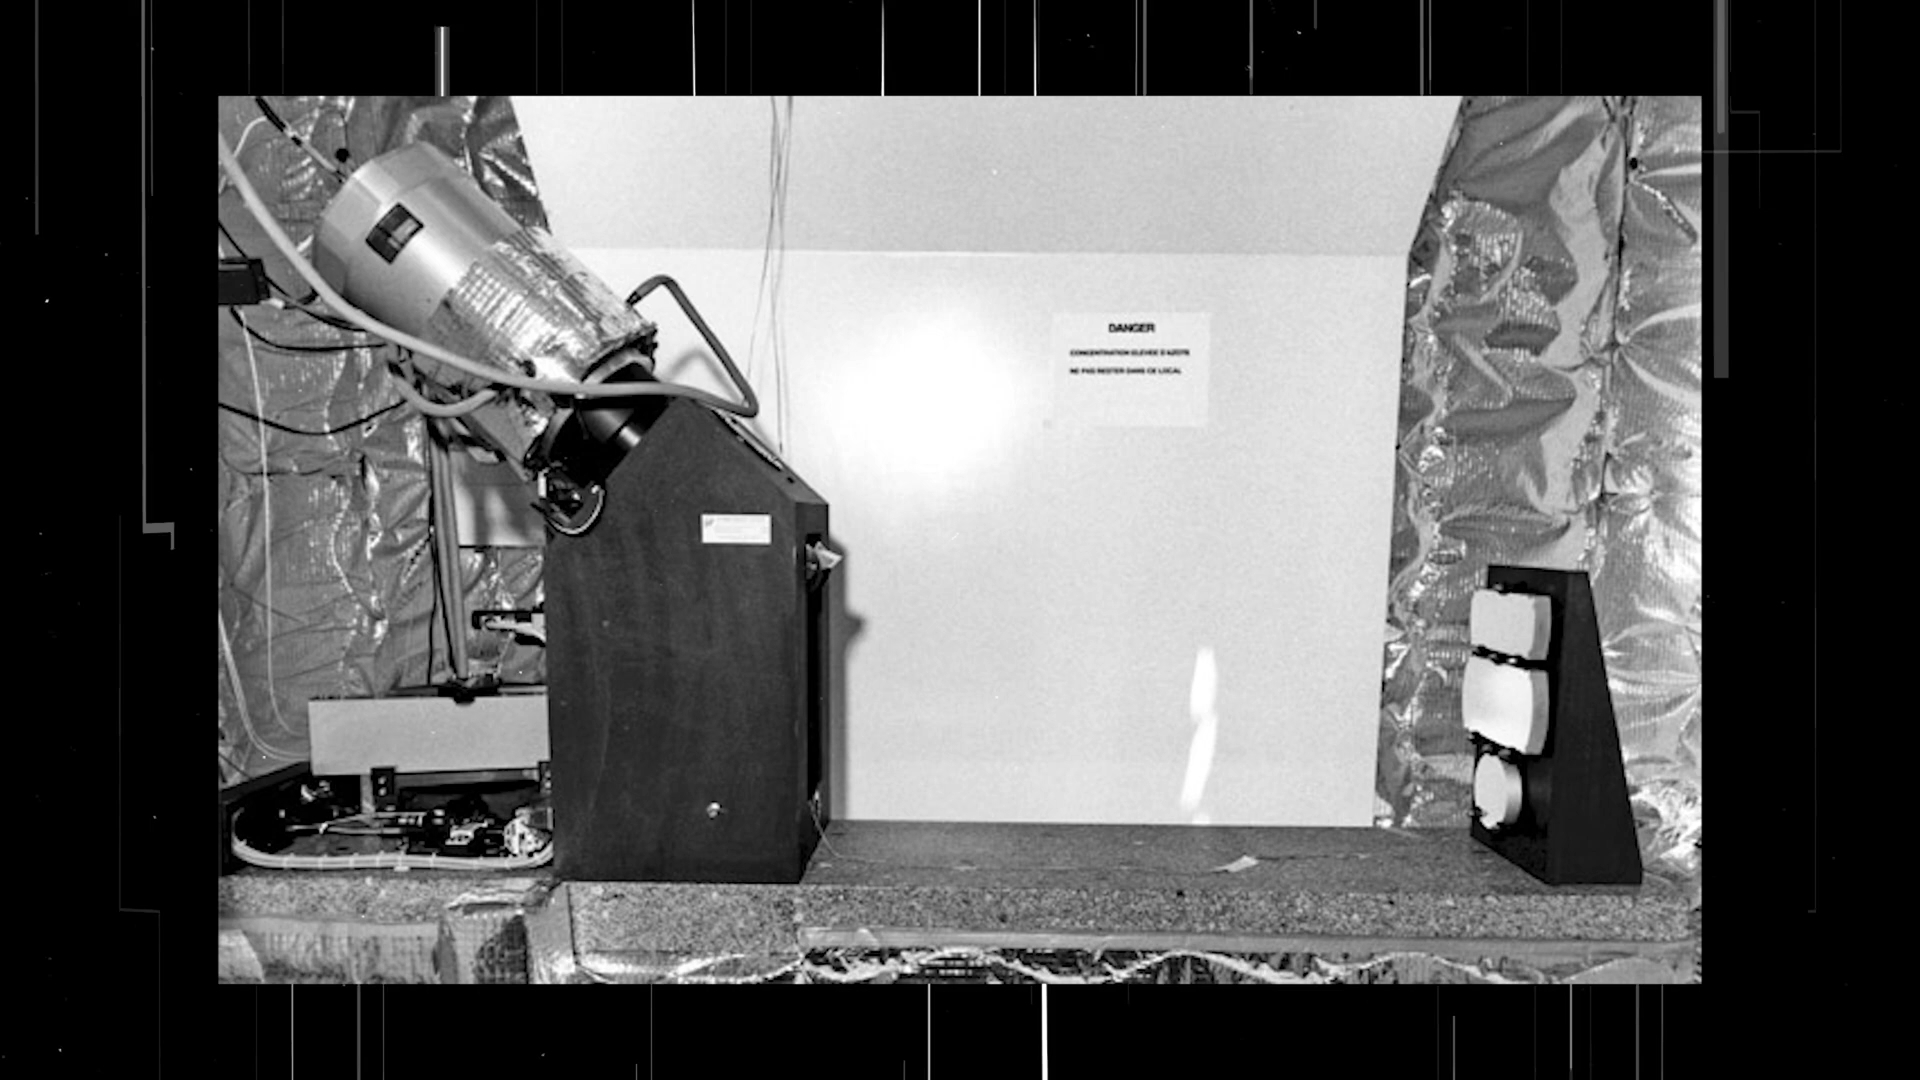 DANGER
CONCENTRATION ELEVEE D'AZOTE
NE PAS RESTER DANS CE LOCAL